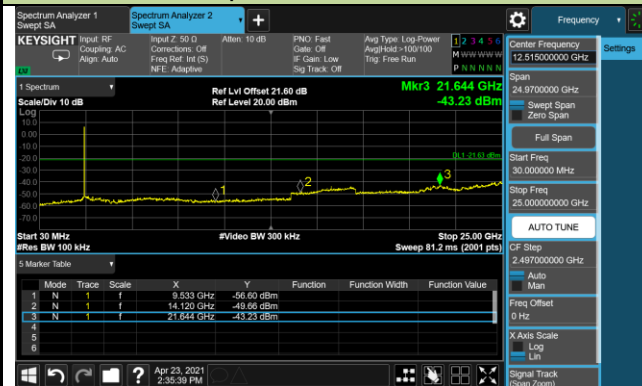 Spectrum Analyzer 1
Swept SA
Spectrum Analyzer 2
Swept SA
+
Frequency
KEYSIGHT
Input: RF
Coupling: AC
Align: Auto
Input Z: 50 Ω
Corrections: Off
Freq Ref: Int (S)
NFE: Adaptive
Atten: 10 dB
PNO: Fast
Gate: Off
IF Gain: Low
Sig Track: Off
Avg Type: Log-Power
Avg|Hold:>100/100
Trig: Free Run
1 2 3 4 5 6
M W W W W W
P N N N N N
LXI
1 Spectrum
Scale/Div 10 dB
Log
Ref Lvl Offset 21.60 dB
Ref Level 20.00 dBm
Mkr3 21.644 GHz
-43.23 dBm
10.0
0.00
-10.0
-20.0
-30.0
-40.0
-50.0
-60.0
-70.0
DL1 -21.63 dBm
1
2
3
Start 30 MHz
#Res BW 100 kHz
#Video BW 300 kHz
Stop 25.00 GHz
Sweep 81.2 ms (2001 pts)
5 Marker Table
Mode Trace Scale X Y Function Function Width Function Value
1 N 1 f 9.533 GHz -56.60 dBm
2 N 1 f 14.120 GHz -49.66 dBm
3 N 1 f 21.644 GHz -43.23 dBm
4
5
6
?
Apr 23, 2021
2:35:39 PM
Center Frequency
12.515000000 GHz
Settings
Span
24.9700000 GHz
Swept Span
Zero Span
Full Span
Start Freq
30.000000 MHz
Stop Freq
25.000000000 GHz
AUTO TUNE
CF Step
2.497000000 GHz
Auto
Man
Freq Offset
0 Hz
X Axis Scale
Log
Lin
Signal Track
(Span Zoom)